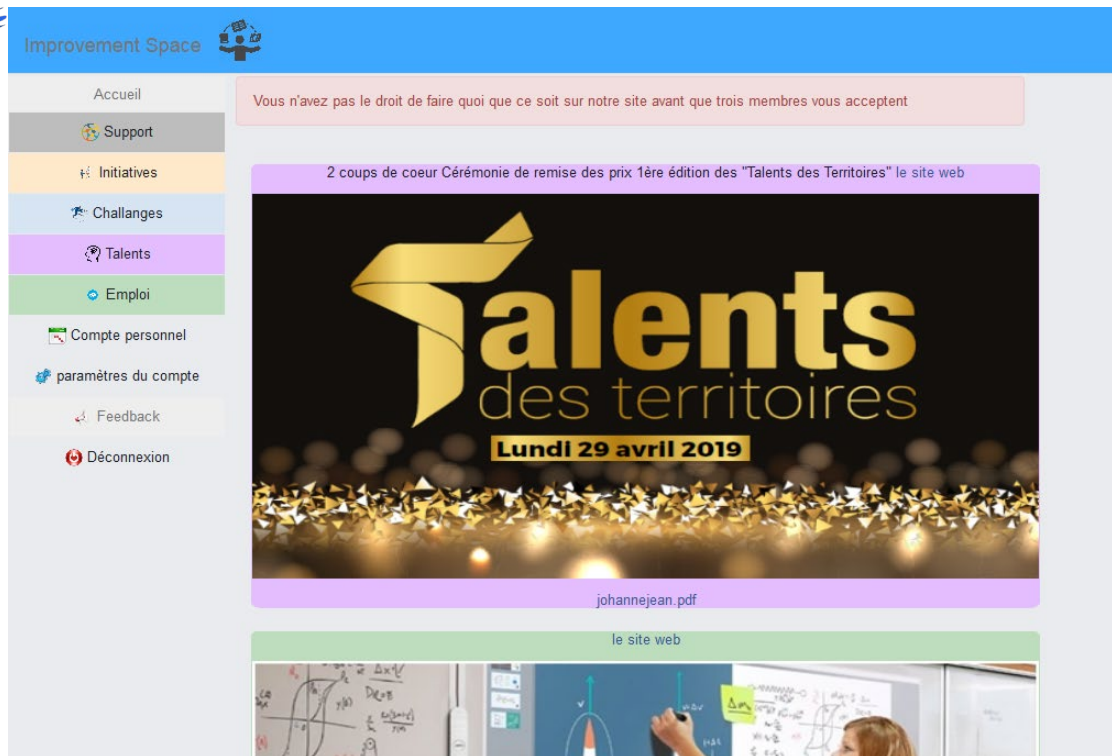 Improvement Space
Accueil
Support
Initiatives
Challanges
Talents
Emploi
Compte personnel
paramètres du compte
Feedback
Déconnexion
Vous n'avez pas le droit de faire quoi que ce soit sur notre site avant que trois membres vous acceptent
2 coups de coeur Cérémonie de remise des prix 1ère édition des "Talents des Territoires" le site web
Talents
des territoires
Lundi 29 avril 2019
johannejean.pdf
le site web